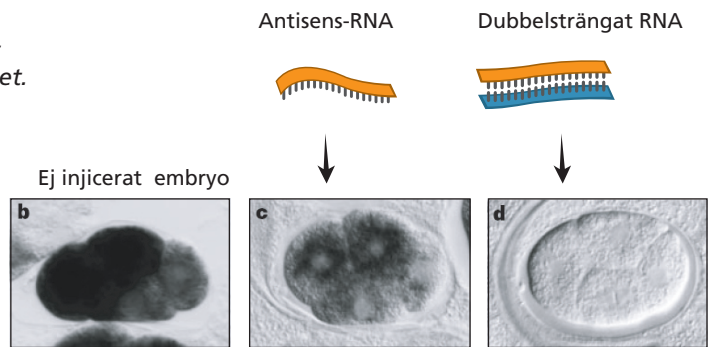 Antisens-RNA
Dubbelsträngat RNA
et.
Ej injicerat embryo
b
c
d